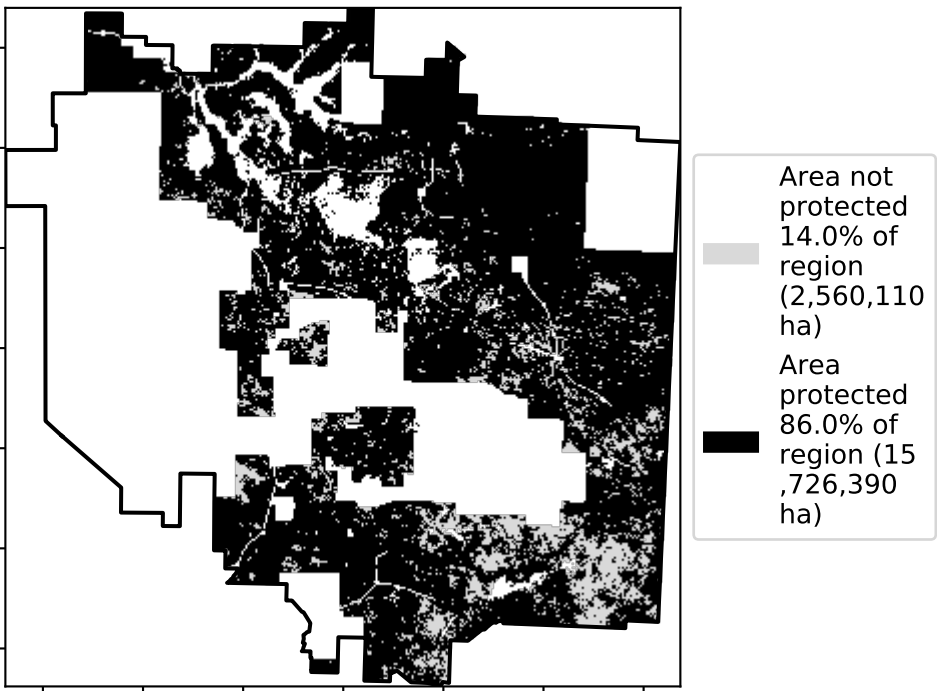 Area not
protected
14.0% of
region
(2,560,110
ha)
Area
protected
86.0% of
region (15
,726,390
ha)